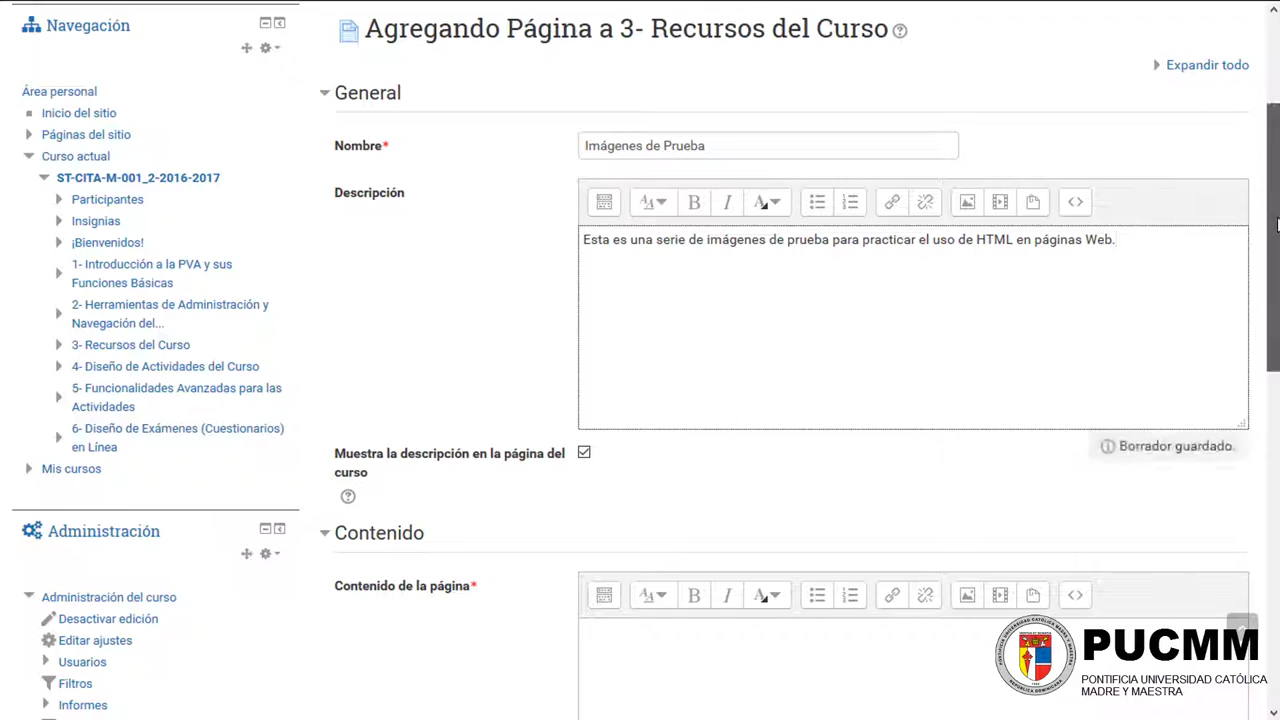 Navegación
Área personal
Inicio del sitio
Páginas del sitio
Curso actual
ST-CITA-M-001_2-2016-2017
Participantes
Insignias
¡Bienvenidos!
1- Introducción a la PVA y sus
Funciones Básicas
2- Herramientas de Administración y
Navegación del...
3- Recursos del Curso
4- Diseño de Actividades del Curso
5- Funcionalidades Avanzadas para las
Actividades
6- Diseño de Exámenes (Cuestionarios)
en Línea
Mis cursos
Administración
Administración del curso
Desactivar edición
Editar ajustes
Usuarios
Filtros
Informes
Agregando Página a 3- Recursos del Curso
Expandir todo
General
Nombre*
Imágenes de Prueba
Descripción
Esta es una serie de imágenes de prueba para practicar el uso de HTML en páginas Web.
Borrador guardado.
Muestra la descripción en la página del
curso
Contenido
Contenido de la página*
PUCMM
PONTIFICIA UNIVERSIDAD CATÓLICA
MADRE Y MAESTRA